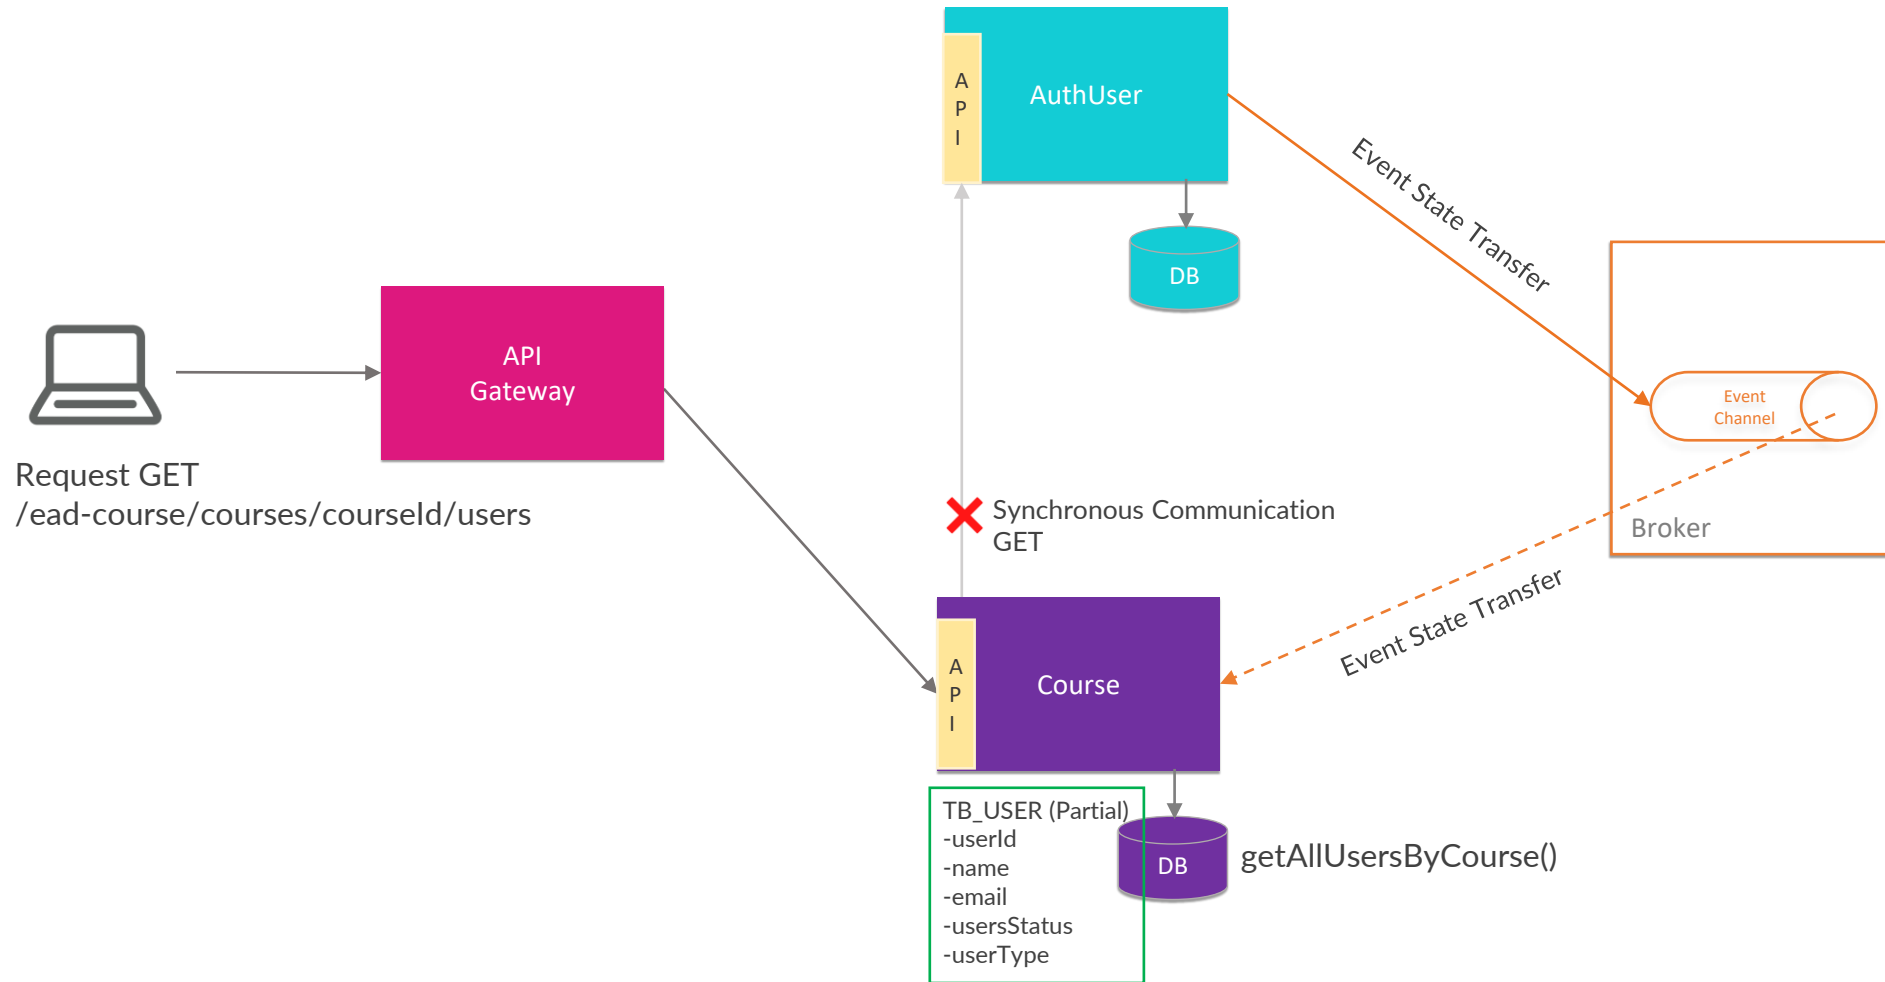 A
P
I
AuthUser
DB
Event State Transfer
API
Gateway
Request GET
/ead-course/courses/courseId/users
Event
Channel
Broker
Synchronous Communication
GET
Event State Transfer
A
P
I
Course
TB_USER (Partial)
-userId
-name
-email
-usersStatus
-userType
DB
getAllUsersByCourse()